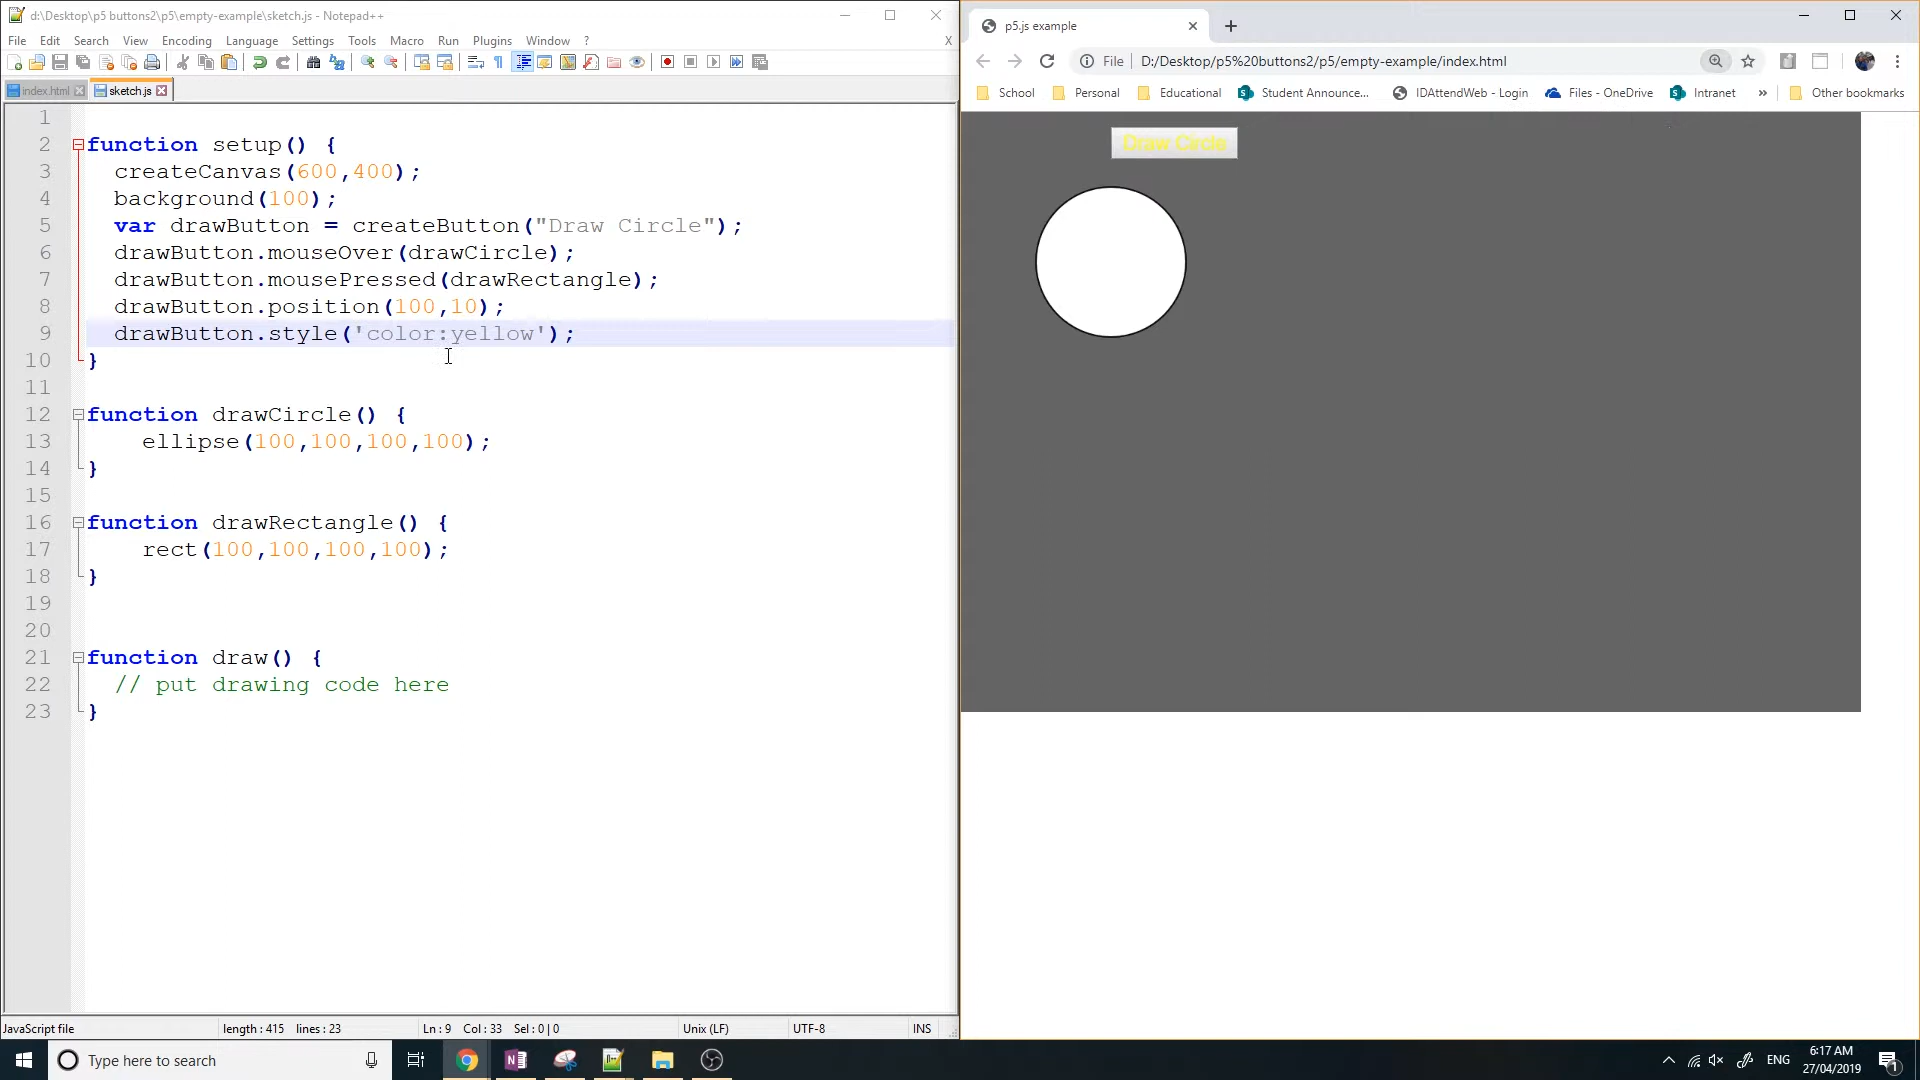 d:\Desktop\p5 buttons2\p5\empty-example\sketch.js - Notepad++
File Edit Search View Encoding Language Settings Tools Macro Run Plugins Window ? X
index.html sketch.js
1
2 function setup() {
3 createCanvas(600,400);
4 background(100);
5 var drawButton = createButton("Draw Circle");
6 drawButton.mouseOver(drawCircle);
7 drawButton.mousePressed(drawRectangle);
8 drawButton.position(100,10);
9 drawButton.style('color:yellow');
10 }
11
12 function drawCircle() {
13 ellipse(100,100,100,100);
14 }
15
16 function drawRectangle() {
17 rect(100,100,100,100);
18 }
19
20
21 function draw() {
22 // put drawing code here
23 }
JavaScript file length : 415 lines : 23 Ln : 9 Col : 33 Sel : 0 | 0 Unix (LF) UTF-8 INS
p5.js example
File D:/Desktop/p5%20buttons2/p5/empty-example/index.html
School Personal Educational Student Announce... IDAttendWeb - Login Files - OneDrive Intranet » Other bookmarks
Draw Circle
Type here to search
ENG 6:17 AM
27/04/2019
1